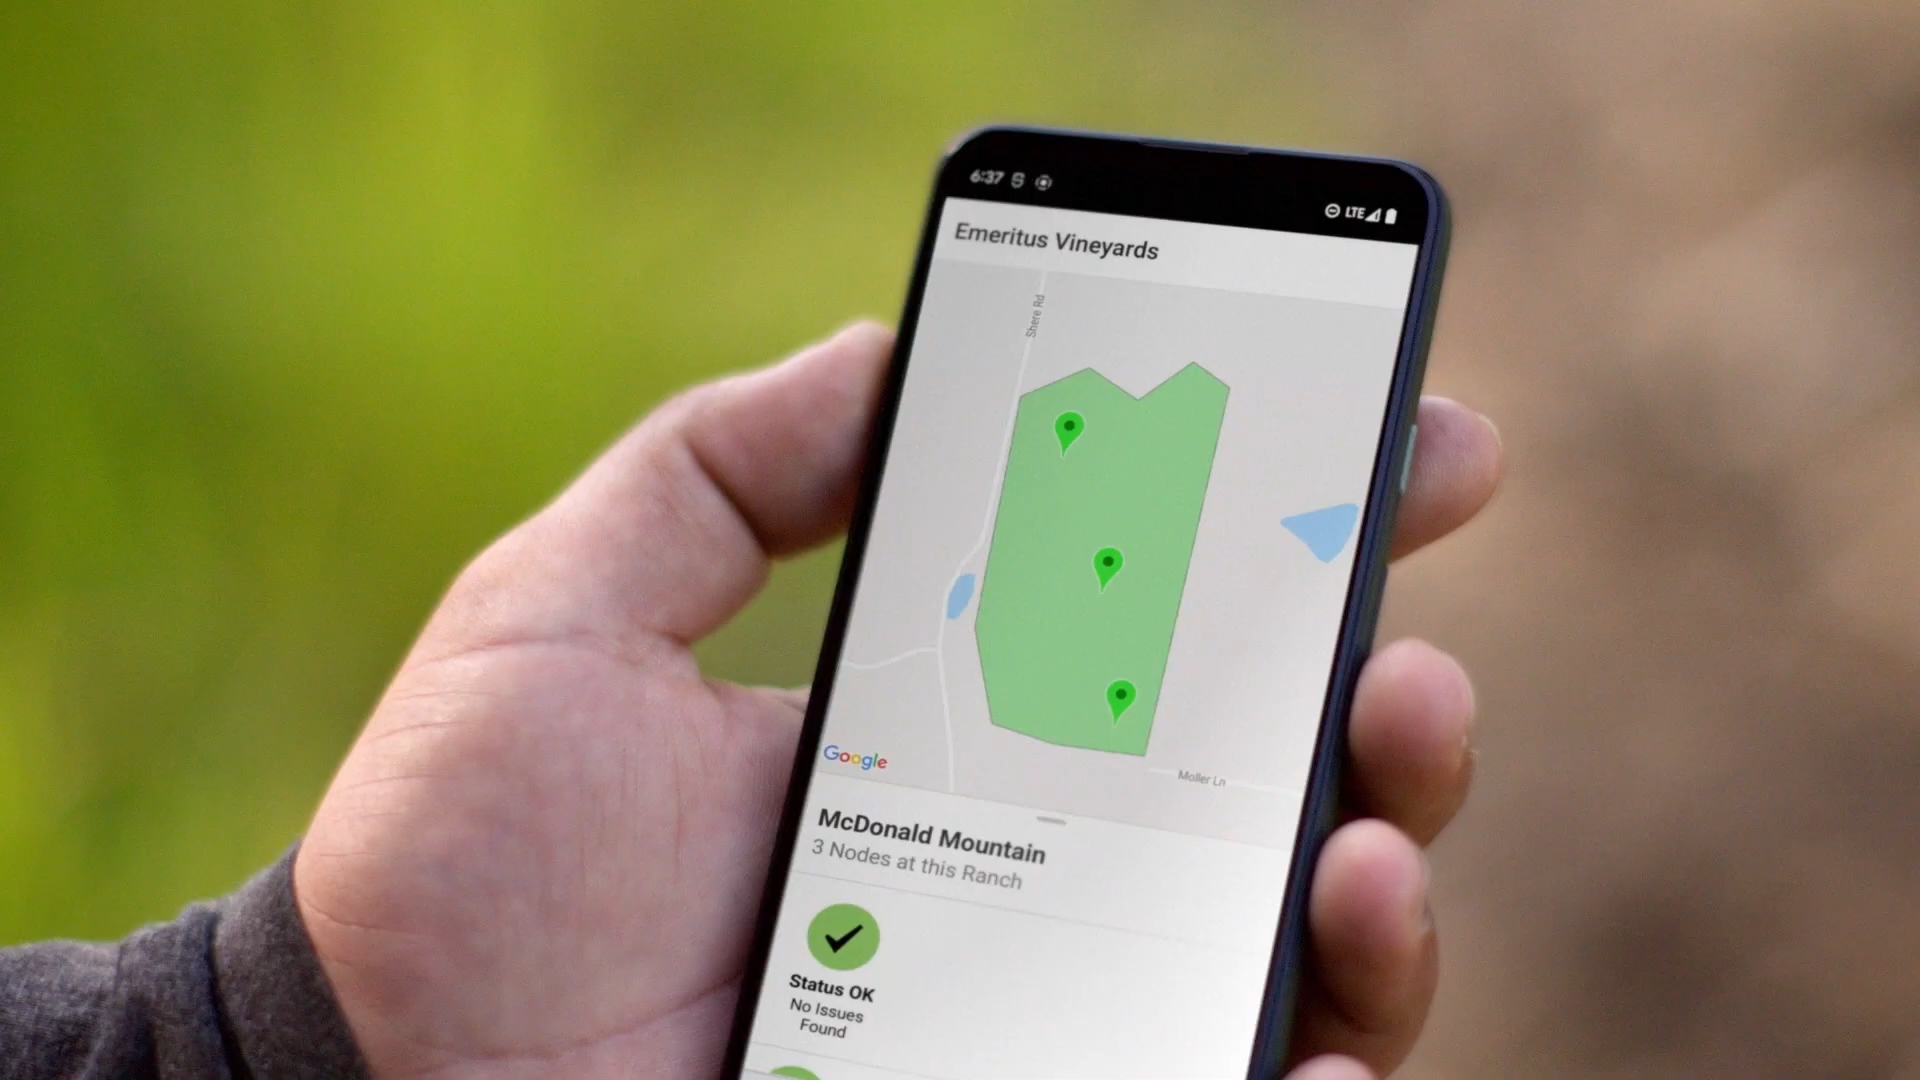 6:37
LTE
Emeritus Vineyards
Shere Rd
Google
Moller Ln
McDonald Mountain
3 Nodes at this Ranch
Status OK
No Issues
Found